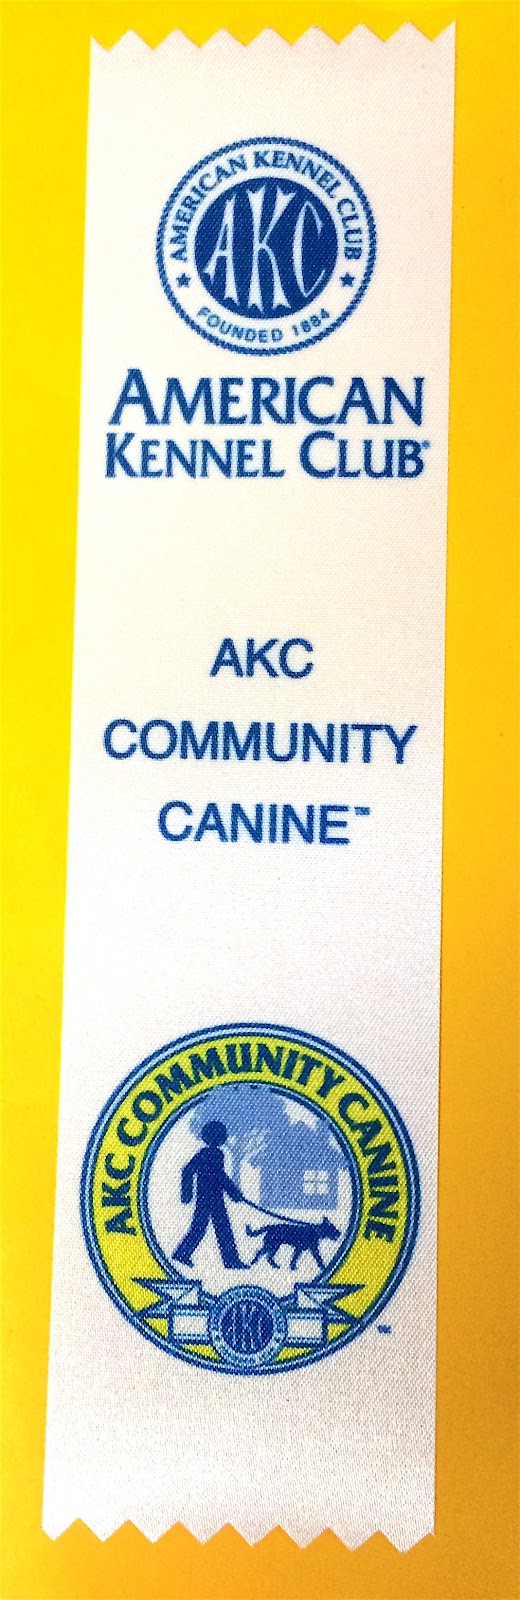 AMERICAN KENNEL CLUB
AKC
FOUNDED 1884
AMERICAN
KENNEL CLUB®
AKC
COMMUNITY
CANINE™
AKC COMMUNITY CANINE
AKC
TM